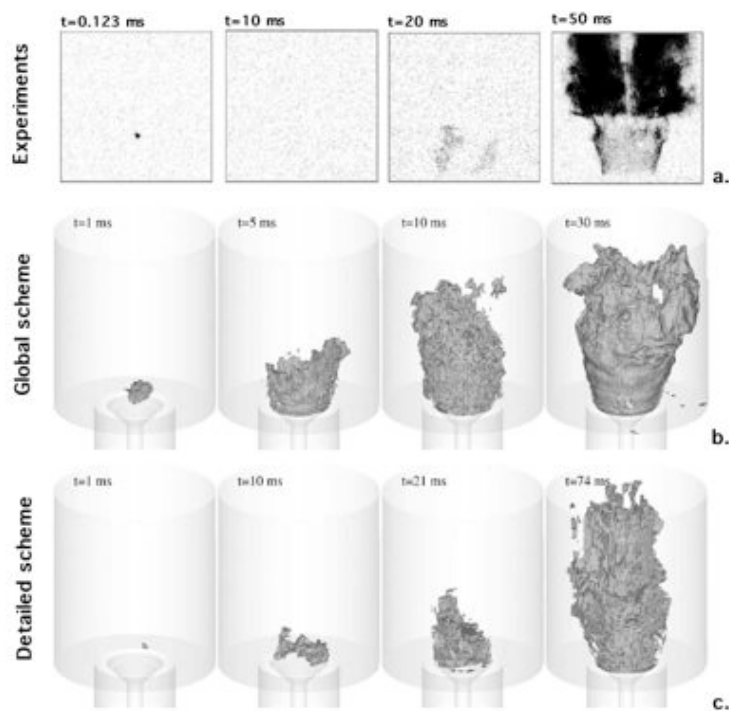 t=0.123 ms t=10 ms t=20 ms t=50 ms
Experiments
a.
t=1 ms t=5 ms t=10 ms t=30 ms
Global scheme
b.
t=1 ms t=10 ms t=21 ms t=74 ms
Detailed scheme
c.